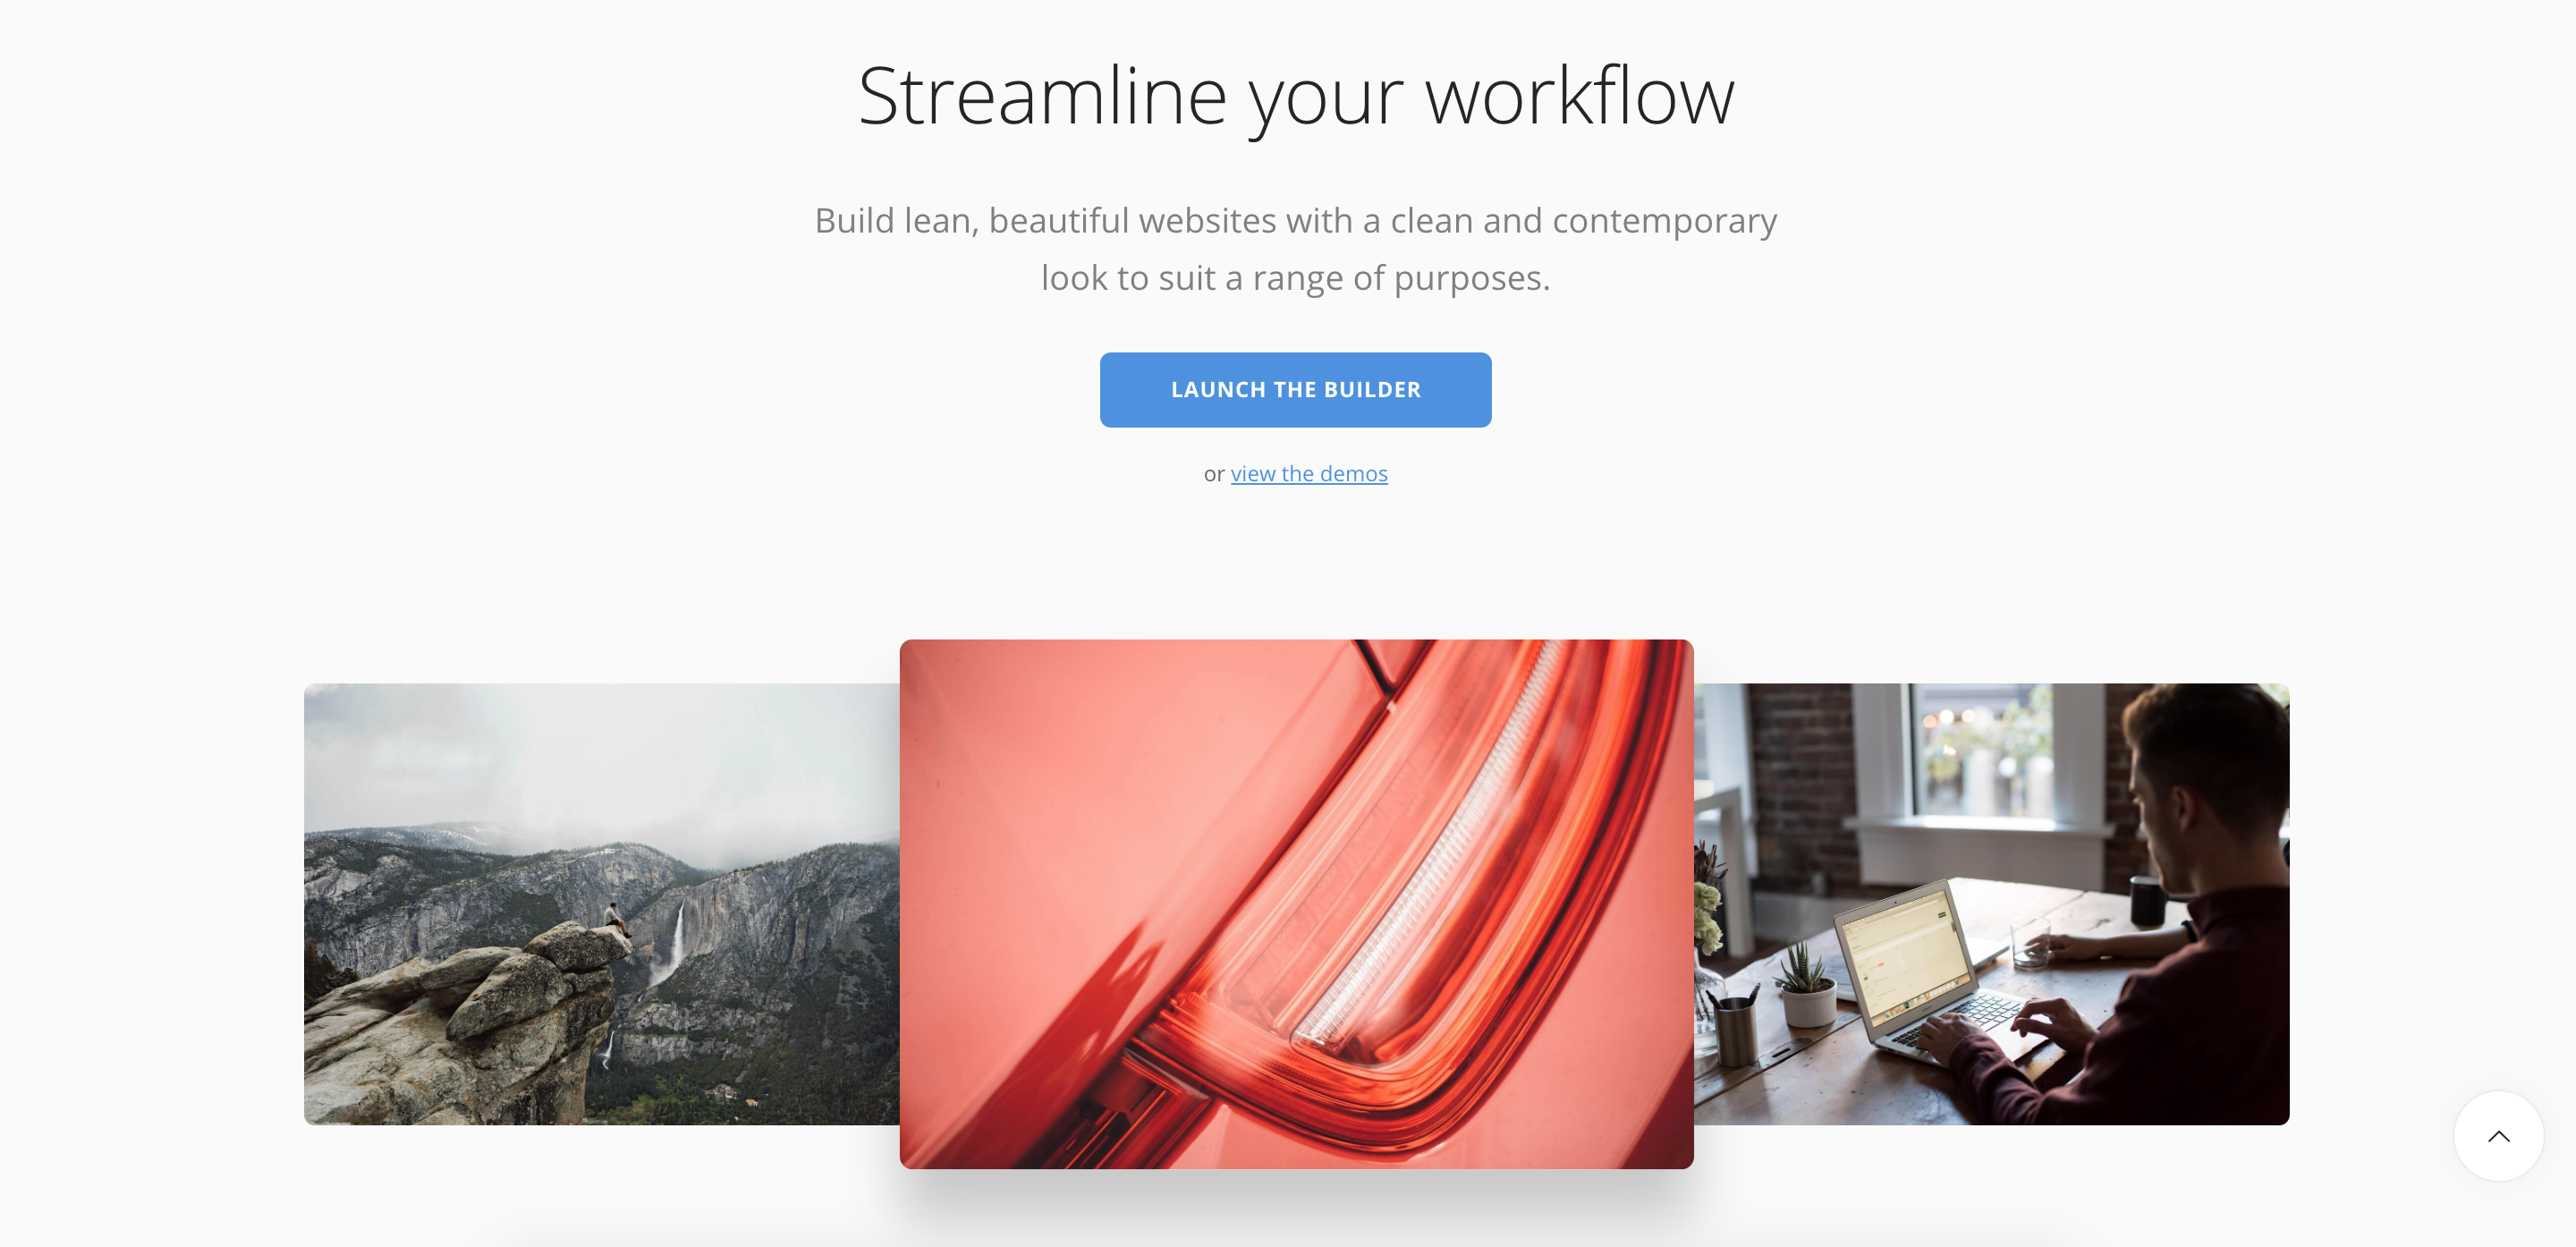 Streamline your workflow
Build lean, beautiful websites with a clean and contemporary
look to suit a range of purposes.
LAUNCH THE BUILDER
or view the demos